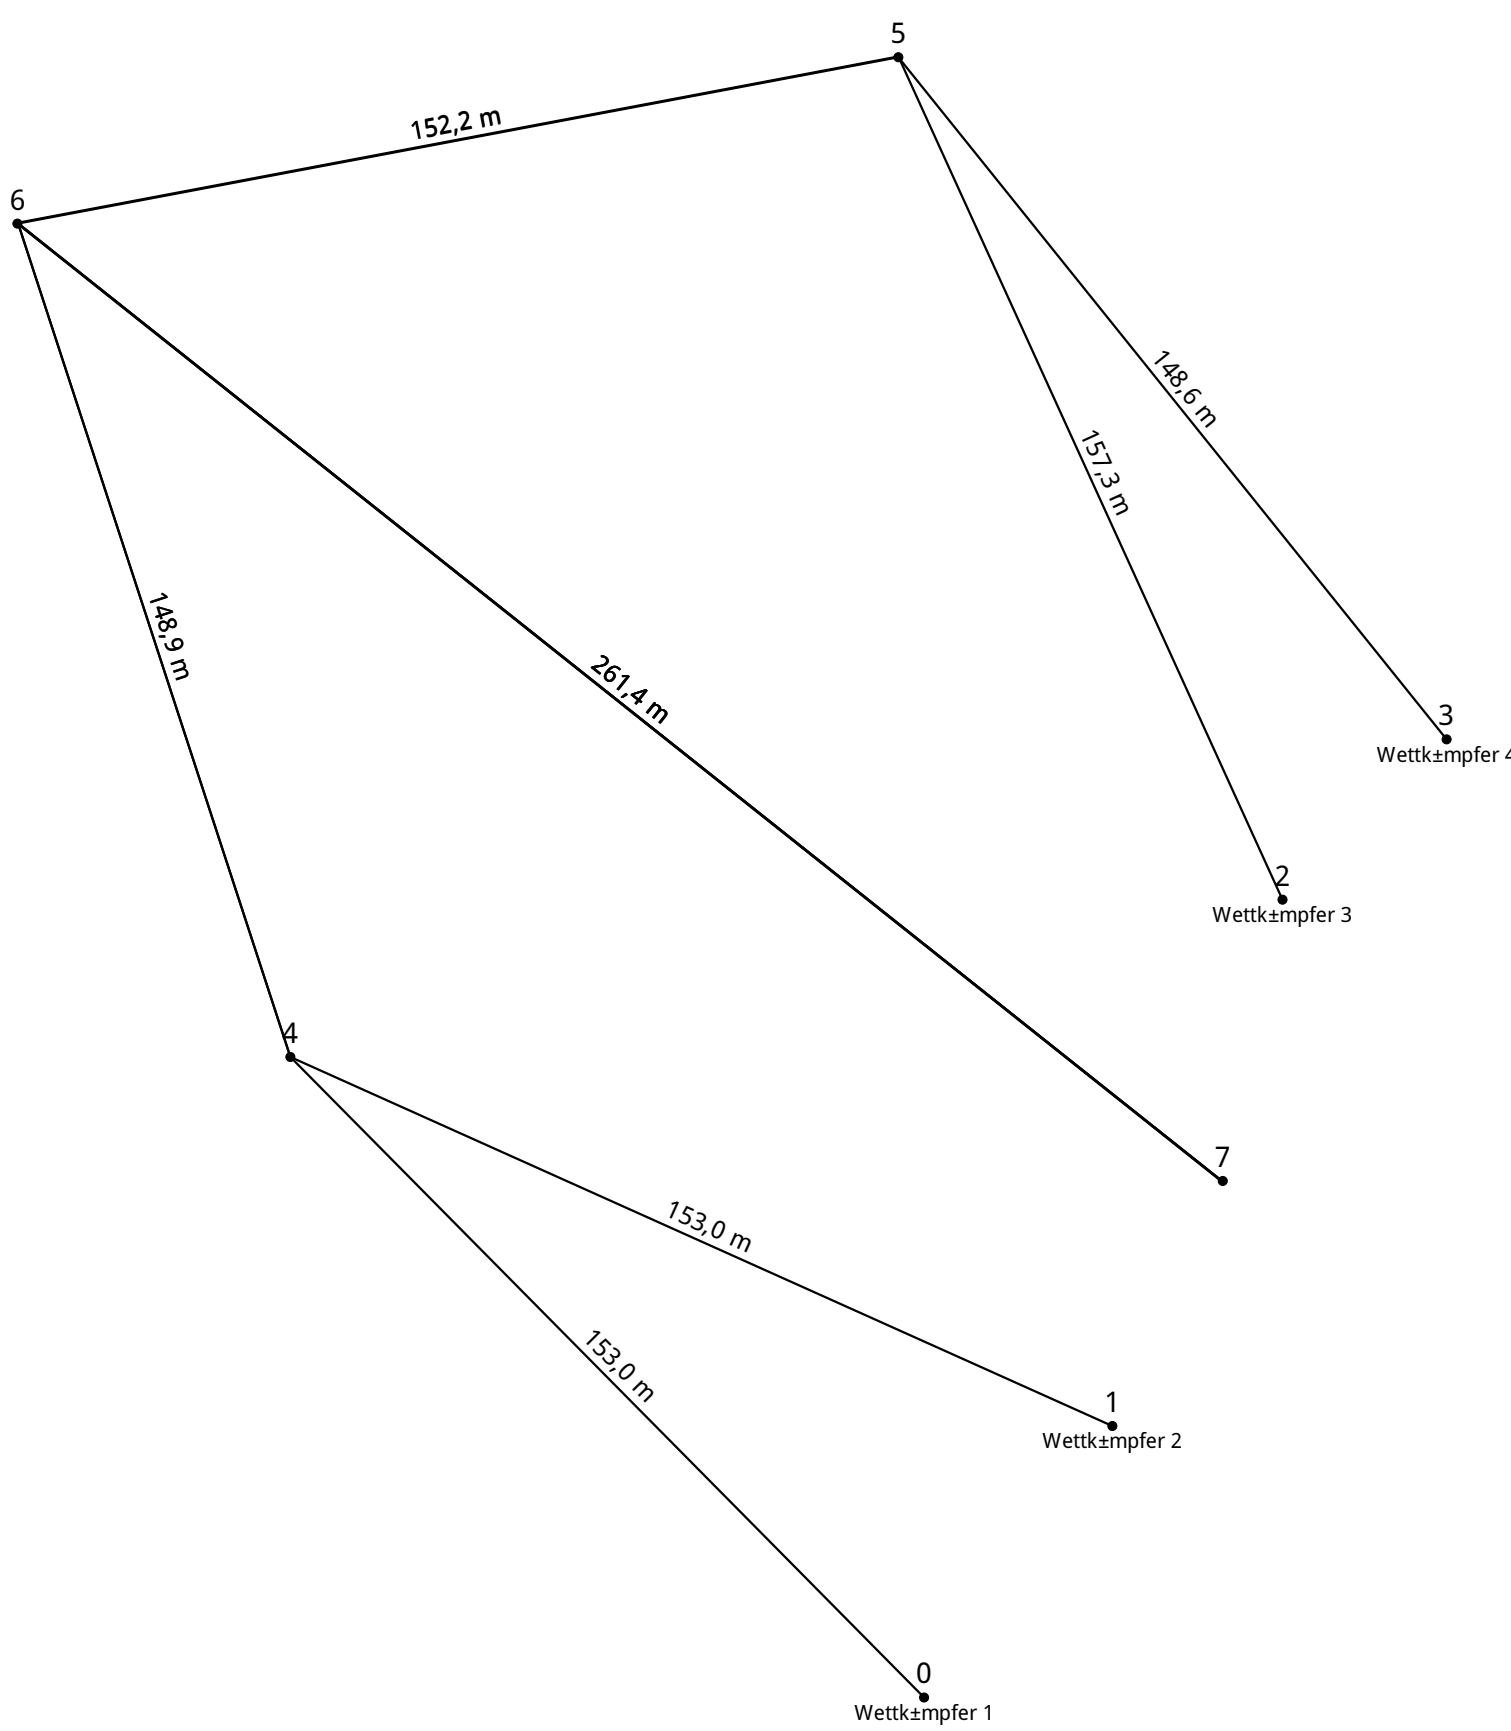 5
152,2 m
6
148,6 m
157,3 m
148,9 m
261,4 m
3
Wettk±mpfer 4
2
Wettk±mpfer 3
4
7
153,0 m
153,0 m
1
Wettk±mpfer 2
0
Wettk±mpfer 1